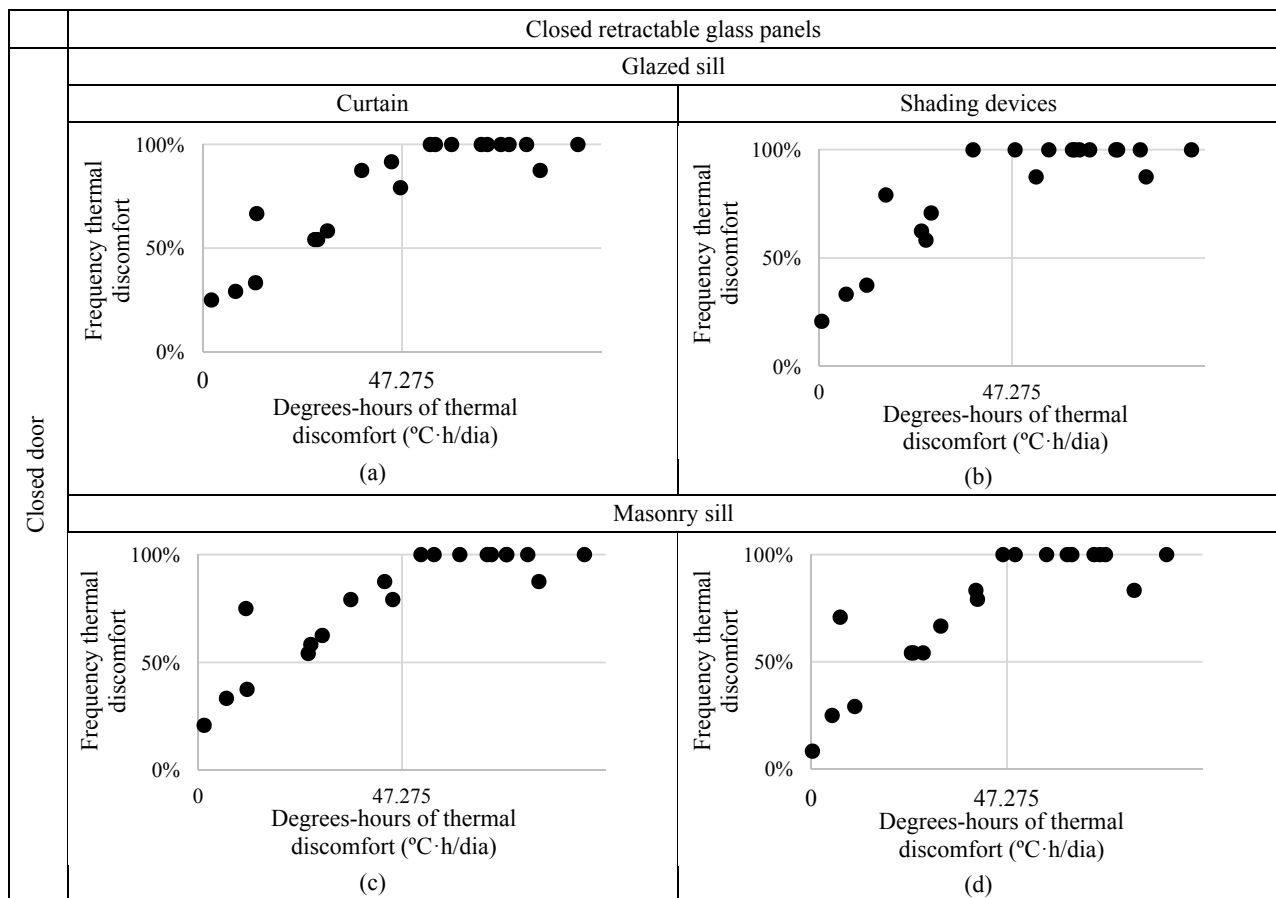 Closed retractable glass panels
Closed door
Glazed sill
Curtain
Shading devices
Frequency thermal
discomfort
100%
50%
0%
0
47.275
Degrees-hours of thermal
discomfort (ºC·h/dia)
(a)
Frequency thermal
discomfort
100%
50%
0%
0
47.275
Degrees-hours of thermal
discomfort (ºC·h/dia)
(b)
Masonry sill
Frequency thermal
discomfort
100%
50%
0%
0
47.275
Degrees-hours of thermal
discomfort (ºC·h/dia)
(c)
Frequency thermal
discomfort
100%
50%
0%
0
47.275
Degrees-hours of thermal
discomfort (ºC·h/dia)
(d)